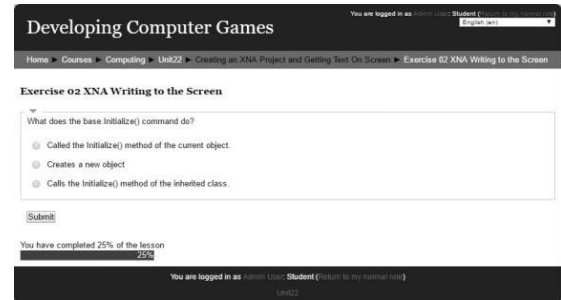 You are logged in as Admin User: Student (Return to my normal role)
English (en)
Developing Computer Games
Home ► Courses ► Computing ► Unit22 ► Creating an XNA Project and Getting Text On Screen ► Exercise 02 XNA Writing to the Screen
Exercise 02 XNA Writing to the Screen
What does the base Initialize() command do?
Called the Initialize() method of the current object.
Creates a new object
Calls the Initialize() method of the inherited class.
Submit
You have completed 25% of the lesson
25%
You are logged in as Admin User: Student (Return to my normal role)
Unit22